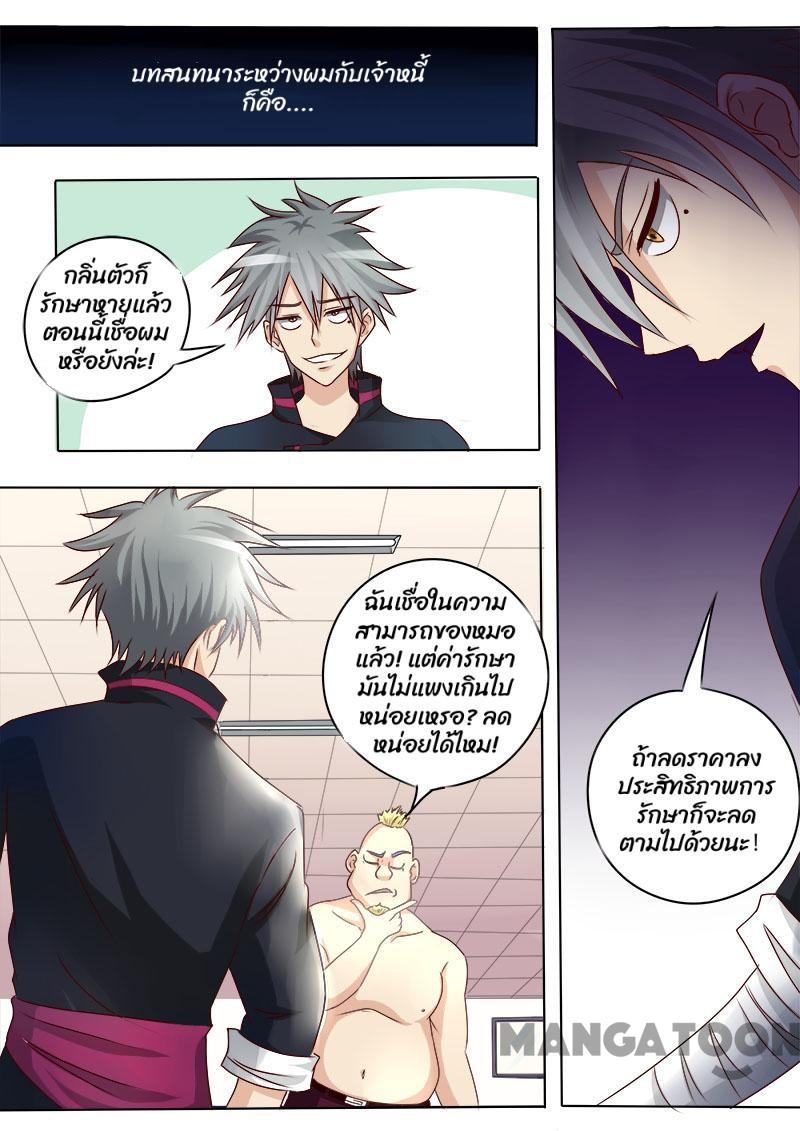 บทสนทนาระหว่างผมกับเจ้าหนี้
ก็คือ....
กลิ่นตัวก็
รักษาหายแล้ว
ตอนนี้เชื่อผม
หรือยังล่ะ!
ฉันเชื่อในความ
สามารถของหมอ
แล้ว! แต่ค่ารักษา
มันไม่แพงเกินไป
หน่อยเหรอ? ลด
หน่อยได้ไหม!
ถ้าลดราคาลง
ประสิทธิภาพการ
รักษาก็จะลด
ตามไปด้วยนะ!
MANGATOON